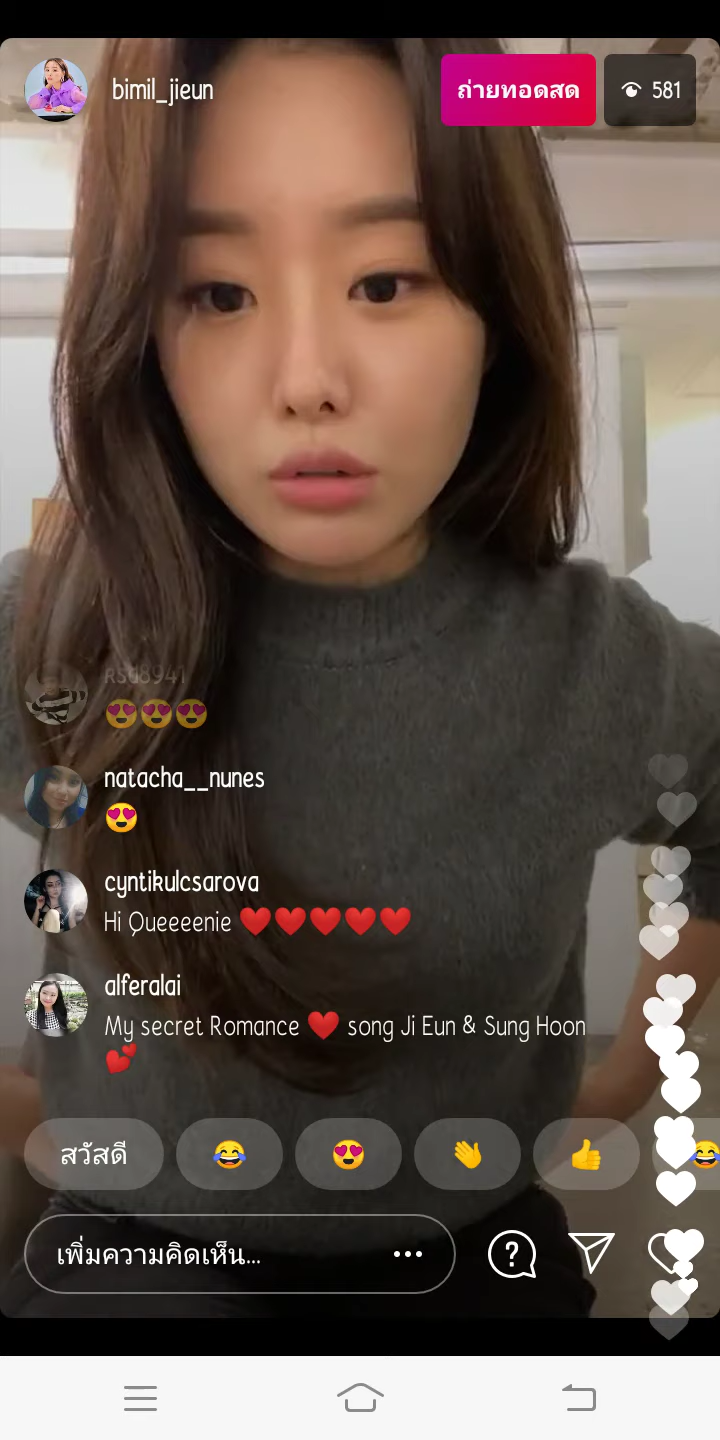 bimil_jieun
ถ่ายทอดสด
581
Rsd8941
😍😍😍
natacha__nunes
😍
cyntikulcsarova
Hi Queeeenie ❤️❤️❤️❤️❤️
alferalai
My secret Romance ❤️ song Ji Eun & Sung Hoon
💕
สวัสดี 😂 😍 👋 👍 😂
เพิ่มความคิดเห็น...